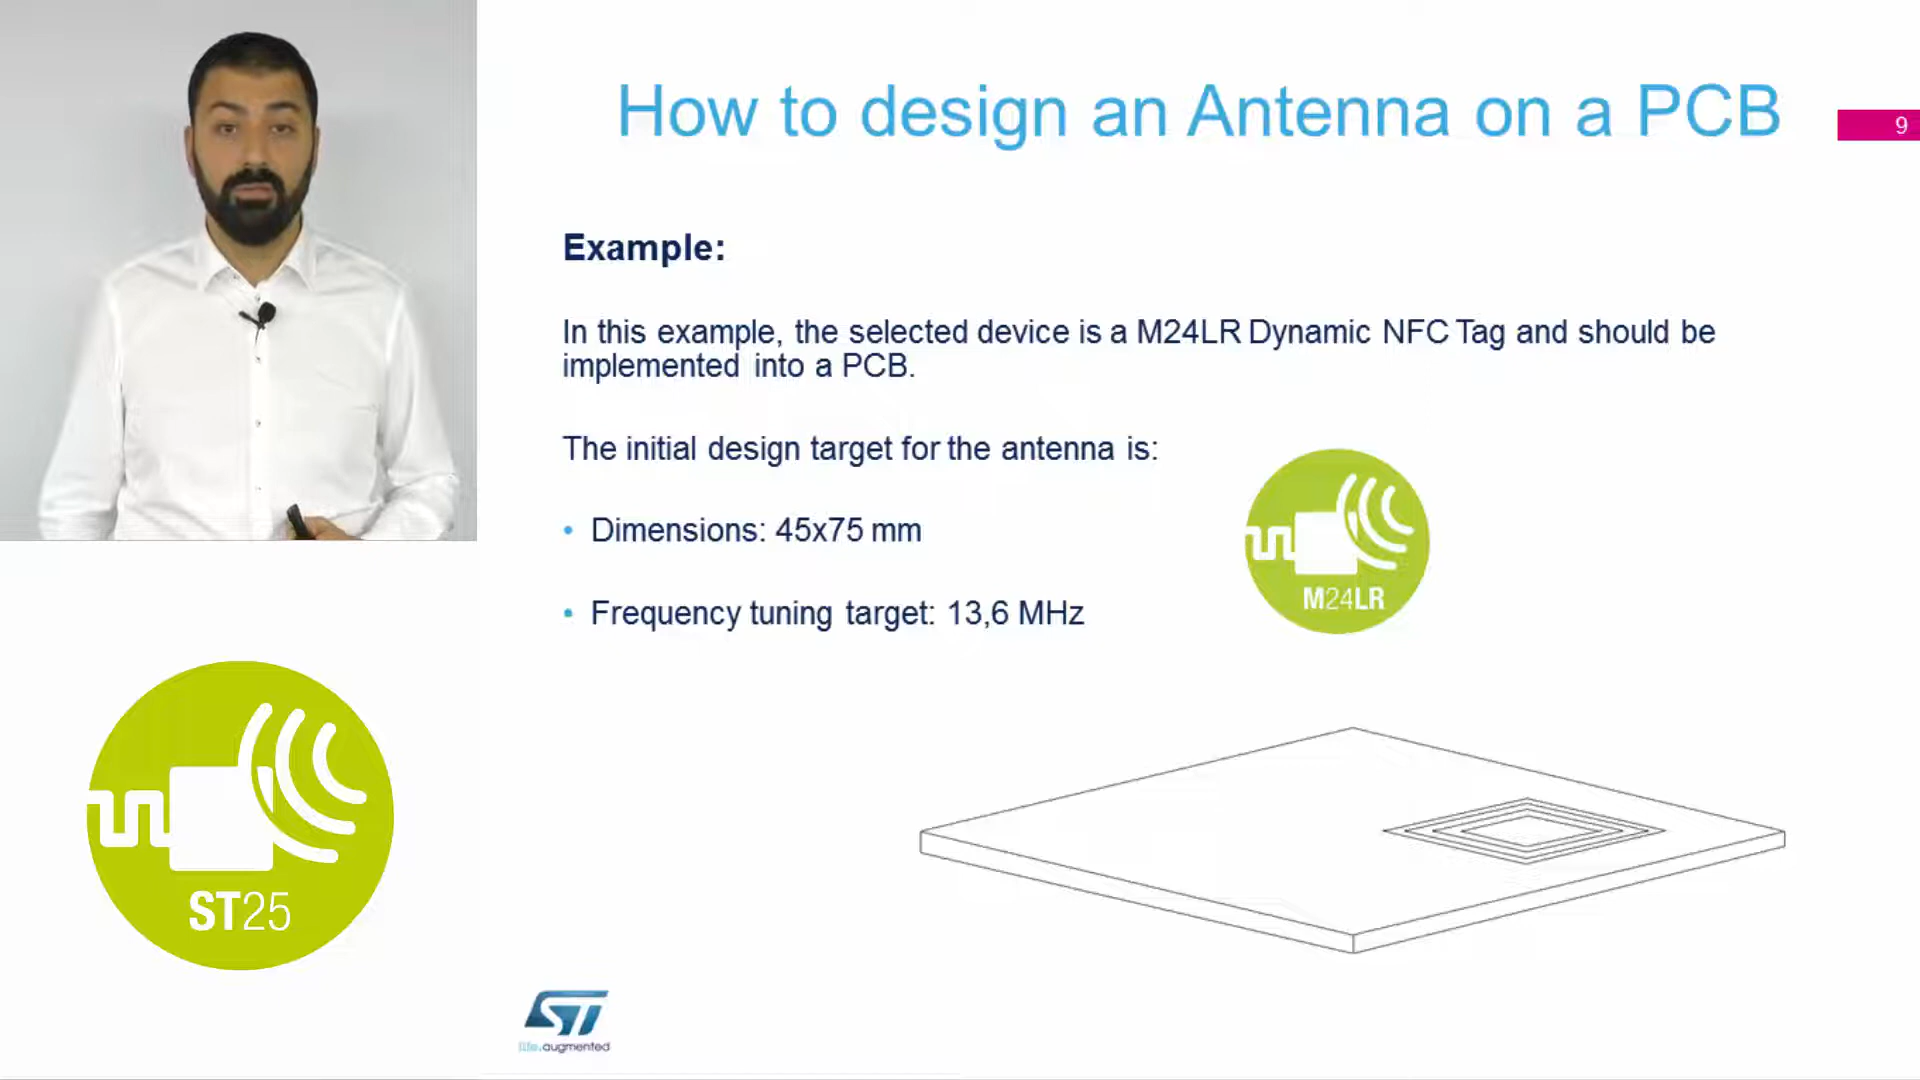 How to design an Antenna on a PCB
9
Example:
In this example, the selected device is a M24LR Dynamic NFC Tag and should be
implemented into a PCB.
The initial design target for the antenna is:
• Dimensions: 45x75 mm
• Frequency tuning target: 13,6 MHz
M24LR
ST25
ST
life.augmented